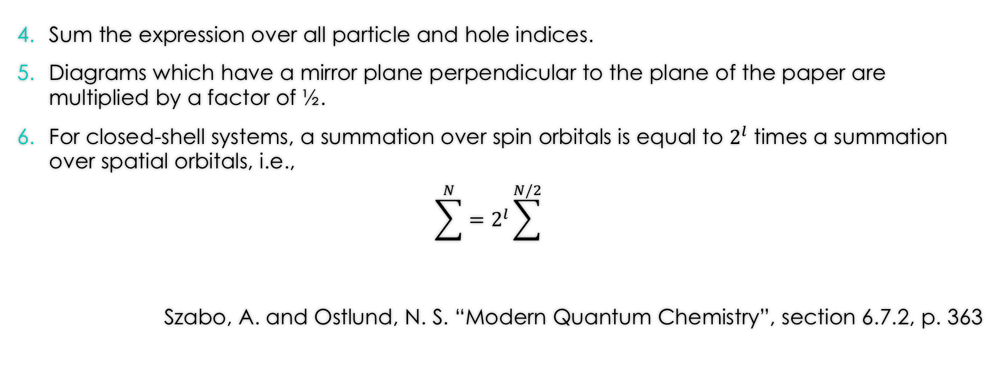 4. Sum the expression over all particle and hole indices.
5. Diagrams which have a mirror plane perpendicular to the plane of the paper are
multiplied by a factor of ½.
6. For closed-shell systems, a summation over spin orbitals is equal to 2^l times a summation
over spatial orbitals, i.e.,
∑^N = 2^l ∑^{N/2}
Szabo, A. and Ostlund, N. S. “Modern Quantum Chemistry”, section 6.7.2, p. 363